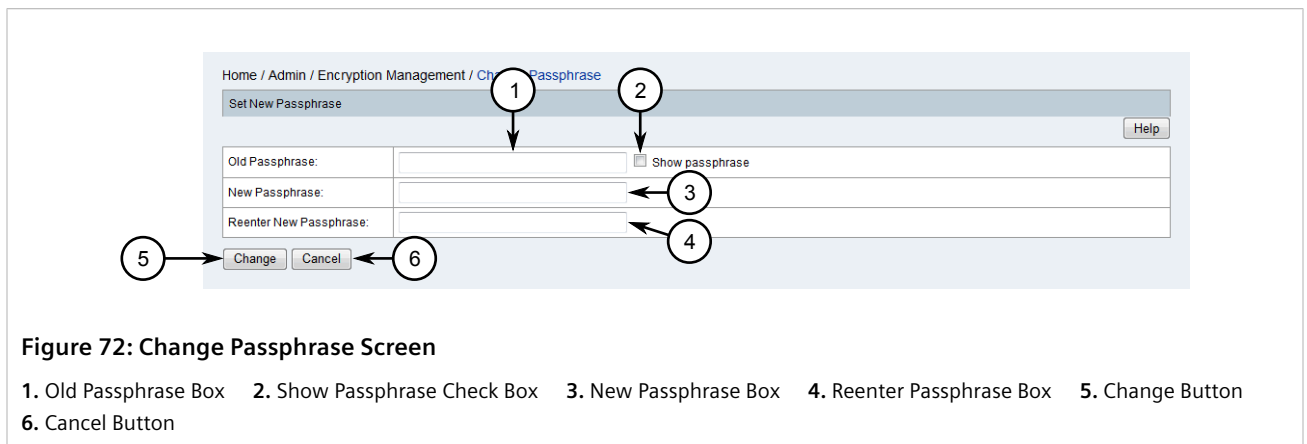 Home / Admin / Encryption Management / Cha Passphrase
1
2
Set New Passphrase
Help
Old Passphrase:
Show passphrase
New Passphrase:
3
Reenter New Passphrase:
4
5
Change
Cancel
6
Figure 72: Change Passphrase Screen
1. Old Passphrase Box 2. Show Passphrase Check Box 3. New Passphrase Box 4. Reenter Passphrase Box 5. Change Button
6. Cancel Button